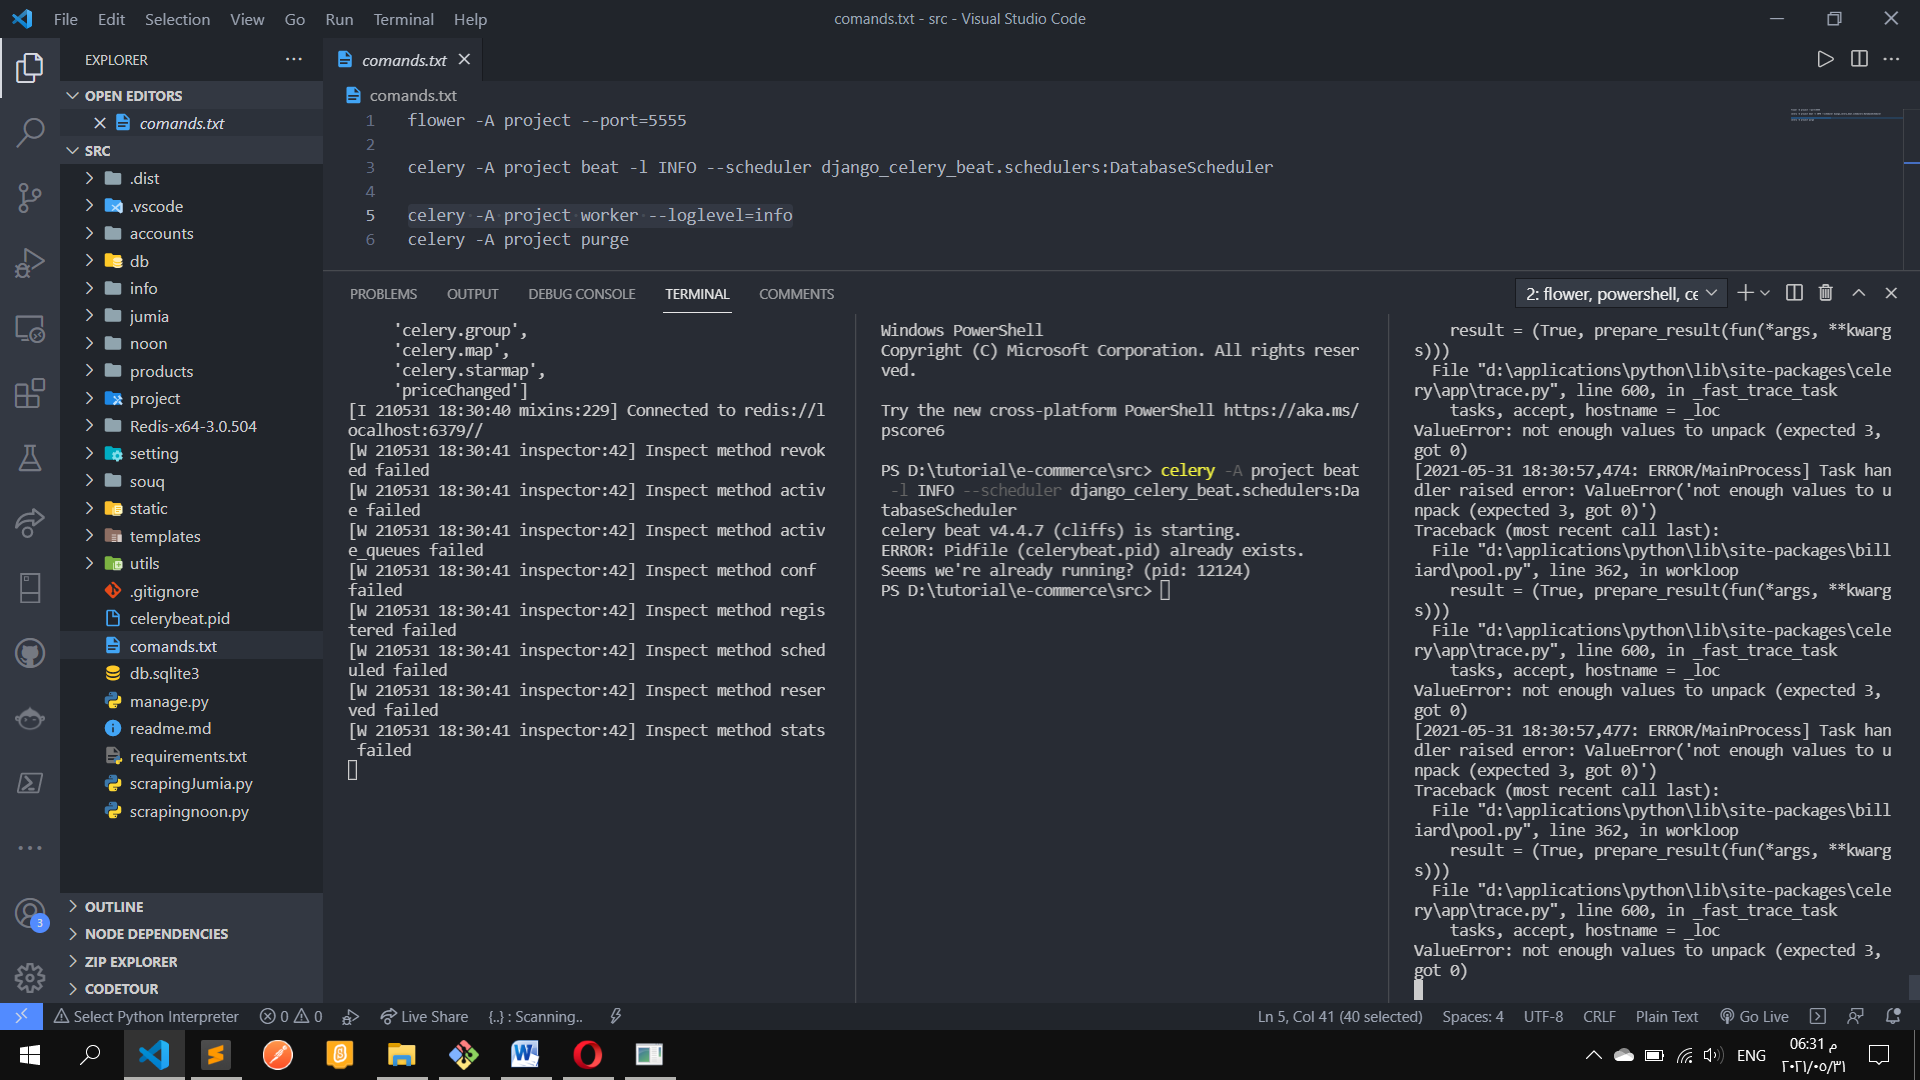 File Edit Selection View Go Run Terminal Help
comands.txt - src - Visual Studio Code
EXPLORER
OPEN EDITORS
comands.txt
SRC
.dist
.vscode
accounts
db
info
jumia
noon
products
project
Redis-x64-3.0.504
setting
souq
static
templates
utils
.gitignore
celerybeat.pid
comands.txt
db.sqlite3
manage.py
readme.md
requirements.txt
scrapingJumia.py
scrapingnoon.py
OUTLINE
NODE DEPENDENCIES
ZIP EXPLORER
CODETOUR
3
comands.txt
comands.txt
1 flower -A project --port=5555
2
3 celery -A project beat -l INFO --scheduler django_celery_beat.schedulers:DatabaseScheduler
4
5 celery -A project worker --loglevel=info
6 celery -A project purge
PROBLEMS OUTPUT DEBUG CONSOLE TERMINAL COMMENTS
2: flower, powershell, ce
'celery.group',
'celery.map',
'celery.starmap',
'priceChanged']
[I 210531 18:30:40 mixins:229] Connected to redis://l
ocalhost:6379//
[W 210531 18:30:41 inspector:42] Inspect method revok
ed failed
[W 210531 18:30:41 inspector:42] Inspect method activ
e failed
[W 210531 18:30:41 inspector:42] Inspect method activ
e_queues failed
[W 210531 18:30:41 inspector:42] Inspect method conf
failed
[W 210531 18:30:41 inspector:42] Inspect method regis
tered failed
[W 210531 18:30:41 inspector:42] Inspect method sched
uled failed
[W 210531 18:30:41 inspector:42] Inspect method reser
ved failed
[W 210531 18:30:41 inspector:42] Inspect method stats
failed
Windows PowerShell
Copyright (C) Microsoft Corporation. All rights reser
ved.
Try the new cross-platform PowerShell https://aka.ms/
pscore6
PS D:\tutorial\e-commerce\src> celery -A project beat
-l INFO --scheduler django_celery_beat.schedulers:Da
tabaseScheduler
celery beat v4.4.7 (cliffs) is starting.
ERROR: Pidfile (celerybeat.pid) already exists.
Seems we're already running? (pid: 12124)
PS D:\tutorial\e-commerce\src>
result = (True, prepare_result(fun(*args, **kwarg
s)))
File "d:\applications\python\lib\site-packages\cele
ry\app\trace.py", line 600, in _fast_trace_task
tasks, accept, hostname = _loc
ValueError: not enough values to unpack (expected 3,
got 0)
[2021-05-31 18:30:57,474: ERROR/MainProcess] Task han
dler raised error: ValueError('not enough values to u
npack (expected 3, got 0)')
Traceback (most recent call last):
File "d:\applications\python\lib\site-packages\bill
iard\pool.py", line 362, in workloop
result = (True, prepare_result(fun(*args, **kwarg
s)))
File "d:\applications\python\lib\site-packages\cele
ry\app\trace.py", line 600, in _fast_trace_task
tasks, accept, hostname = _loc
ValueError: not enough values to unpack (expected 3,
got 0)
[2021-05-31 18:30:57,477: ERROR/MainProcess] Task han
dler raised error: ValueError('not enough values to u
npack (expected 3, got 0)')
Traceback (most recent call last):
File "d:\applications\python\lib\site-packages\bill
iard\pool.py", line 362, in workloop
result = (True, prepare_result(fun(*args, **kwarg
s)))
File "d:\applications\python\lib\site-packages\cele
ry\app\trace.py", line 600, in _fast_trace_task
tasks, accept, hostname = _loc
ValueError: not enough values to unpack (expected 3,
got 0)
Select Python Interpreter 0 0 Live Share {..} : Scanning.. Ln 5, Col 41 (40 selected) Spaces: 4 UTF-8 CRLF Plain Text Go Live
ENG
06:31 م
٢٠٢١/٠٥/٣١